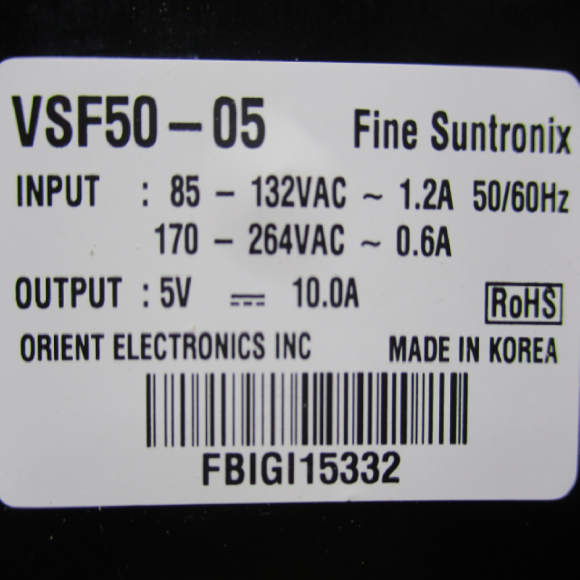 VSF50-05 Fine Suntronix
INPUT : 85 - 132VAC ~ 1.2A 50/60Hz
170 - 264VAC ~ 0.6A
OUTPUT : 5V ⎓ 10.0A RoHS
ORIENT ELECTRONICS INC MADE IN KOREA
FBIGI15332